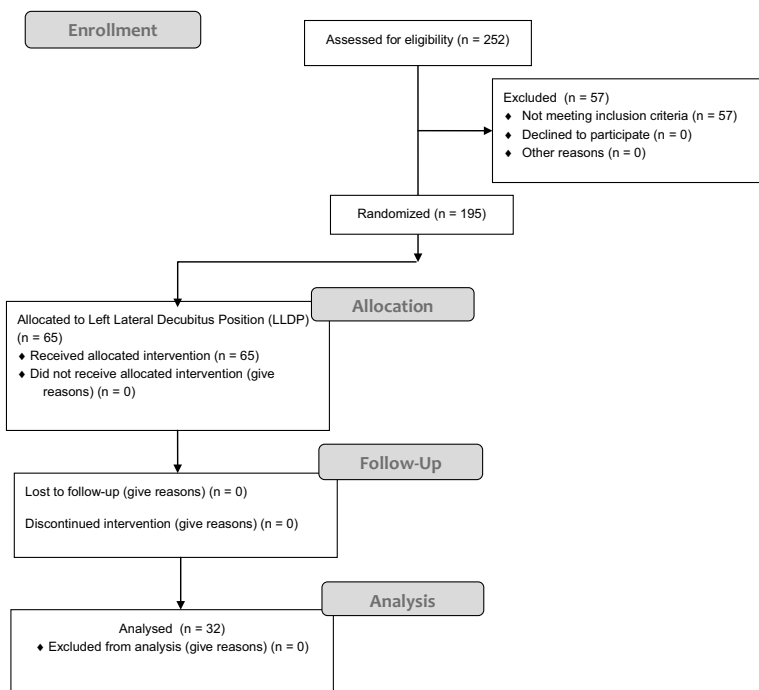 Enrollment
Assessed for eligibility (n = 252)
Excluded (n = 57)
♦ Not meeting inclusion criteria (n = 57)
♦ Declined to participate (n = 0)
♦ Other reasons (n = 0)
Randomized (n = 195)
Allocation
Allocated to Left Lateral Decubitus Position (LLDP)
(n = 65)
♦ Received allocated intervention (n = 65)
♦ Did not receive allocated intervention (give
reasons) (n = 0)
Follow-Up
Lost to follow-up (give reasons) (n = 0)
Discontinued intervention (give reasons) (n = 0)
Analysis
Analysed (n = 32)
♦ Excluded from analysis (give reasons) (n = 0)